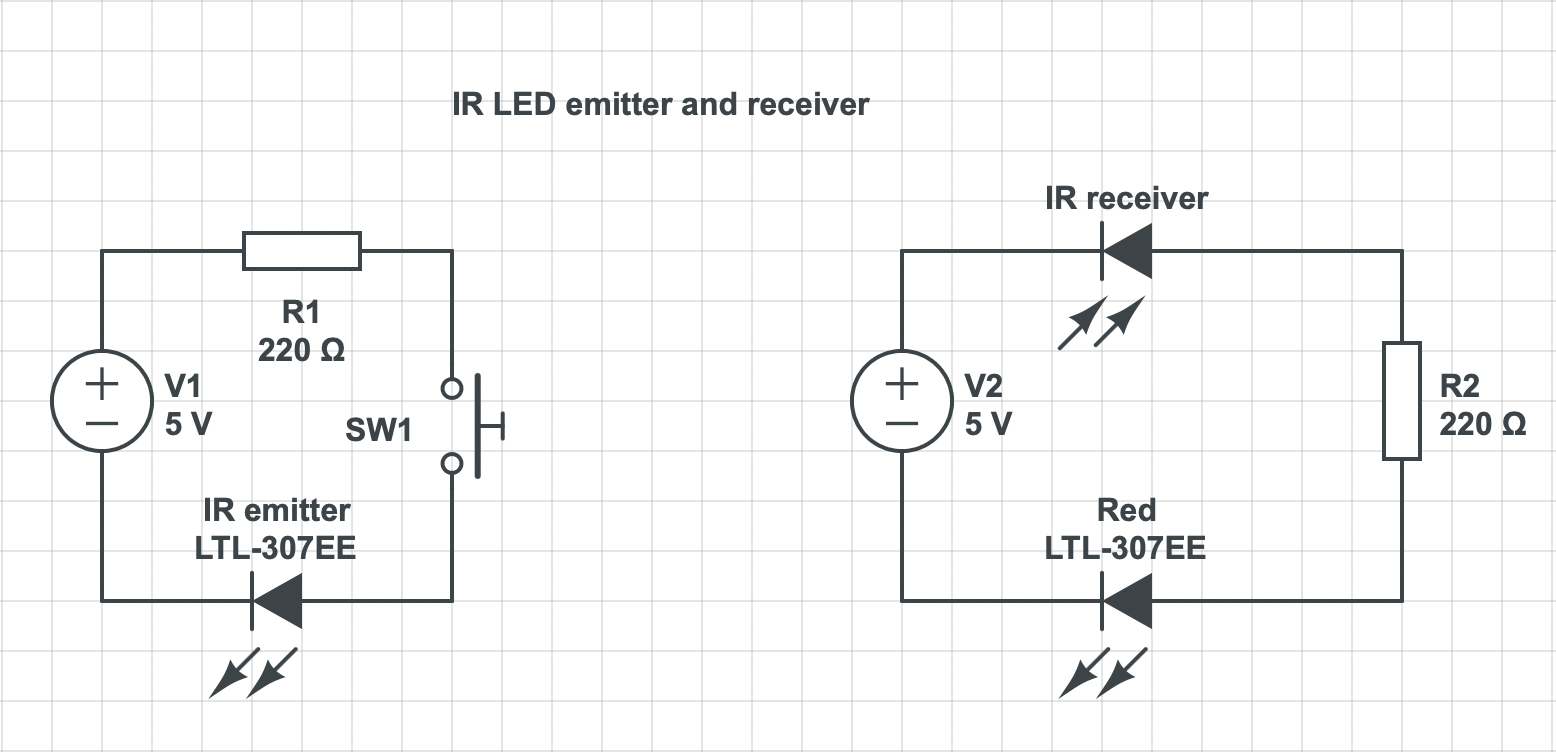 IR LED emitter and receiver
R1
220 Ω
V1
5 V
SW1
IR emitter
LTL-307EE
IR receiver
V2
5 V
R2
220 Ω
Red
LTL-307EE